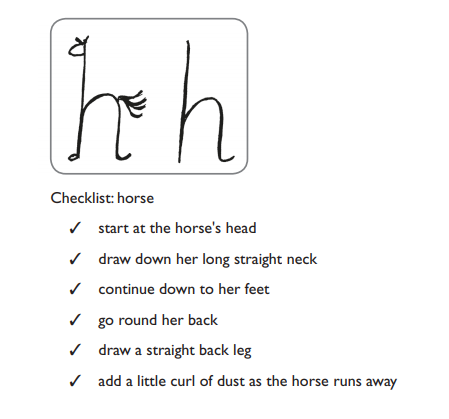 h h
Checklist: horse
✓ start at the horse's head
✓ draw down her long straight neck
✓ continue down to her feet
✓ go round her back
✓ draw a straight back leg
✓ add a little curl of dust as the horse runs away